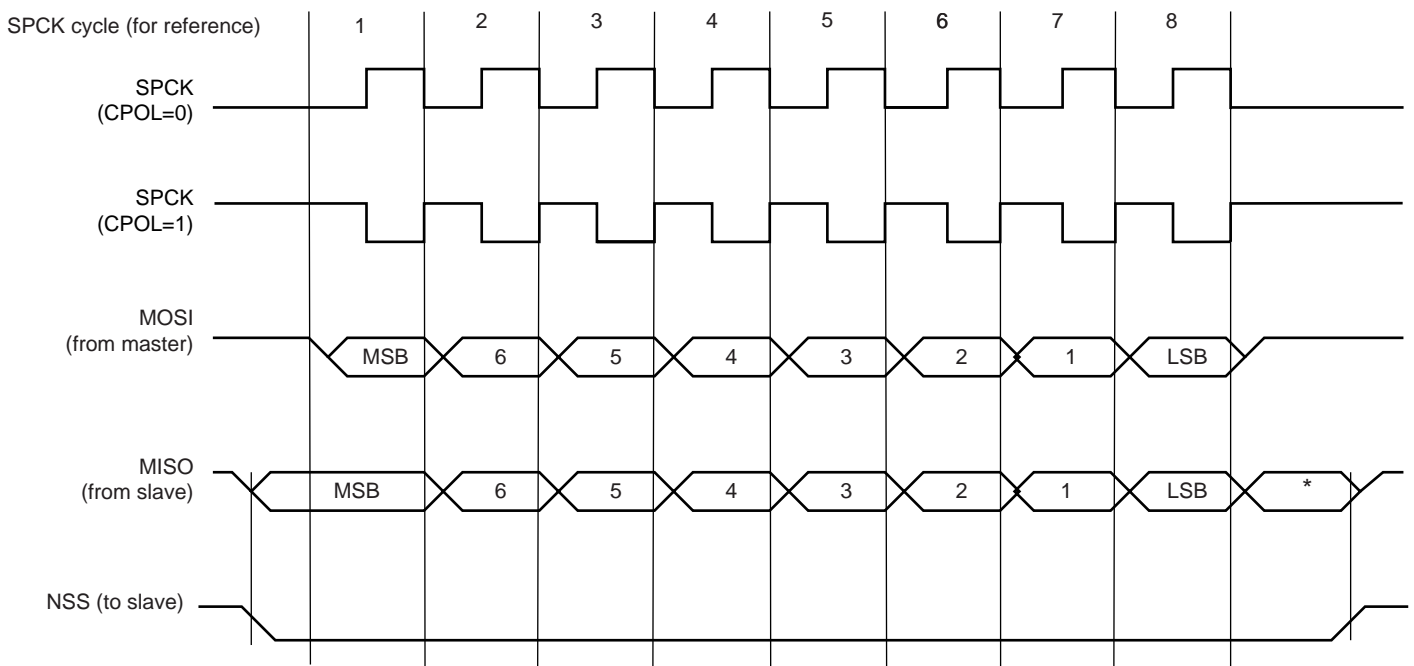 SPCK cycle (for reference) 1 2 3 4 5 6 7 8
SPCK
(CPOL=0)
SPCK
(CPOL=1)
MOSI
(from master)
MSB 6 5 4 3 2 1 LSB
MISO
(from slave)
MSB 6 5 4 3 2 1 LSB *
NSS (to slave)